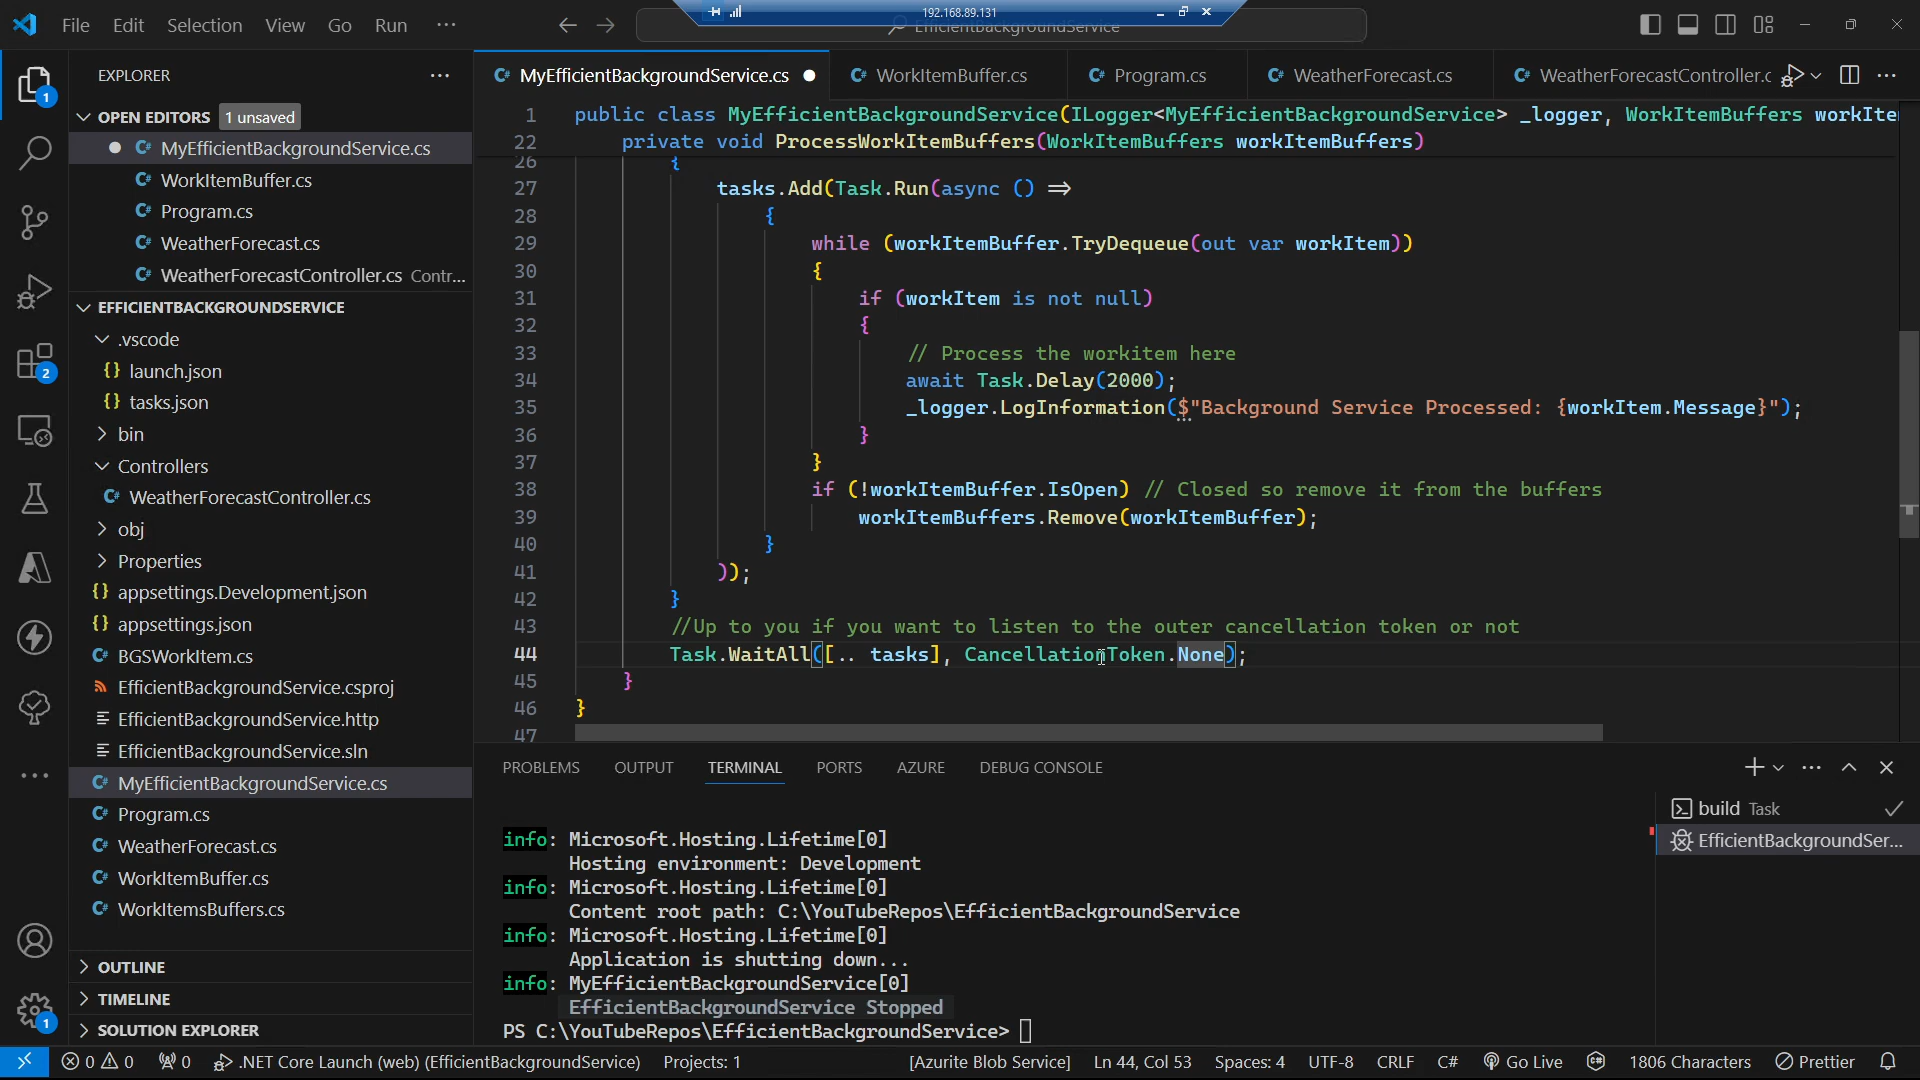 File Edit Selection View Go Run ···
192.168.89.131
EfficientBackgroundService
EXPLORER
OPEN EDITORS 1 unsaved
MyEfficientBackgroundService.cs
WorkItemBuffer.cs
Program.cs
WeatherForecast.cs
WeatherForecastController.cs Contr...
EFFICIENTBACKGROUNDSERVICE
.vscode
{} launch.json
{} tasks.json
bin
Controllers
WeatherForecastController.cs
obj
Properties
{} appsettings.Development.json
{} appsettings.json
BGSWorkItem.cs
EfficientBackgroundService.csproj
EfficientBackgroundService.http
EfficientBackgroundService.sln
MyEfficientBackgroundService.cs
Program.cs
WeatherForecast.cs
WorkItemBuffer.cs
WorkItemsBuffers.cs
OUTLINE
TIMELINE
SOLUTION EXPLORER
1
2
1
MyEfficientBackgroundService.cs WorkItemBuffer.cs Program.cs WeatherForecast.cs WeatherForecastController.c
1 public class MyEfficientBackgroundService(ILogger<MyEfficientBackgroundService> _logger, WorkItemBuffers workIte
22 private void ProcessWorkItemBuffers(WorkItemBuffers workItemBuffers)
26 {
27 tasks.Add(Task.Run(async () =>
28 {
29 while (workItemBuffer.TryDequeue(out var workItem))
30 {
31 if (workItem is not null)
32 {
33 // Process the workitem here
34 await Task.Delay(2000);
35 _logger.LogInformation($"Background Service Processed: {workItem.Message}");
36 }
37 }
38 if (!workItemBuffer.IsOpen) // Closed so remove it from the buffers
39 workItemBuffers.Remove(workItemBuffer);
40 }
41 ));
42 }
43 //Up to you if you want to listen to the outer cancellation token or not
44 Task.WaitAll([.. tasks], CancellationToken.None);
45 }
46 }
47
PROBLEMS OUTPUT TERMINAL PORTS AZURE DEBUG CONSOLE
info: Microsoft.Hosting.Lifetime[0]
Hosting environment: Development
info: Microsoft.Hosting.Lifetime[0]
Content root path: C:\YouTubeRepos\EfficientBackgroundService
info: Microsoft.Hosting.Lifetime[0]
Application is shutting down...
info: MyEfficientBackgroundService[0]
EfficientBackgroundService Stopped
PS C:\YouTubeRepos\EfficientBackgroundService>
build Task
EfficientBackgroundSer...
0 0 0 .NET Core Launch (web) (EfficientBackgroundService) Projects: 1 [Azurite Blob Service] Ln 44, Col 53 Spaces: 4 UTF-8 CRLF C# Go Live 1806 Characters Prettier